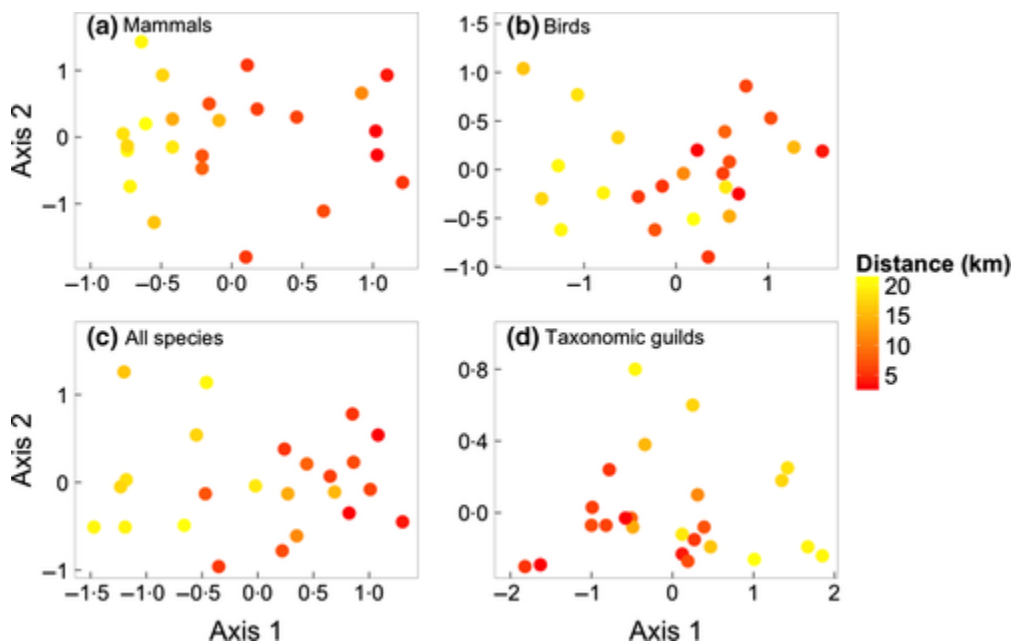 (a) Mammals
Axis 2
1
0
–1
–1·0 –0·5 0·0 0·5 1·0
(b) Birds
1·5
1·0
0·5
0·0
–0·5
–1·0
–1 0 1
(c) All species
Axis 2
1
0
–1
–1·5 –1·0 –0·5 0·0 0·5 1·0
Axis 1
(d) Taxonomic guilds
0·8
0·4
0·0
–2 –1 0 1 2
Axis 1
Distance (km)
20
15
10
5